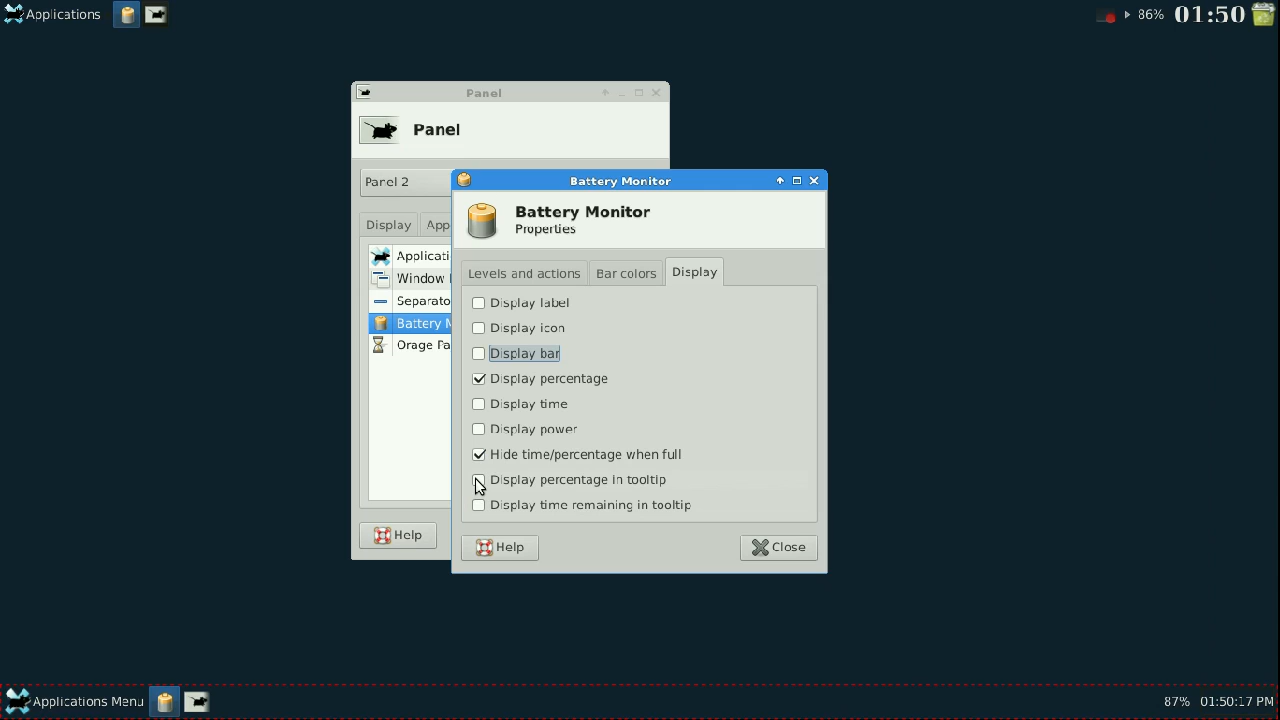 Applications
86% 01:50
Panel
Panel
Panel 2
Display App
Applicati
Window
Separato
Battery M
Orage Pa
Help
Battery Monitor
Battery Monitor
Properties
Levels and actions Bar colors Display
Display label
Display icon
Display bar
Display percentage
Display time
Display power
Hide time/percentage when full
Display percentage in tooltip
Display time remaining in tooltip
Help Close
Applications Menu 87% 01:50:17 PM